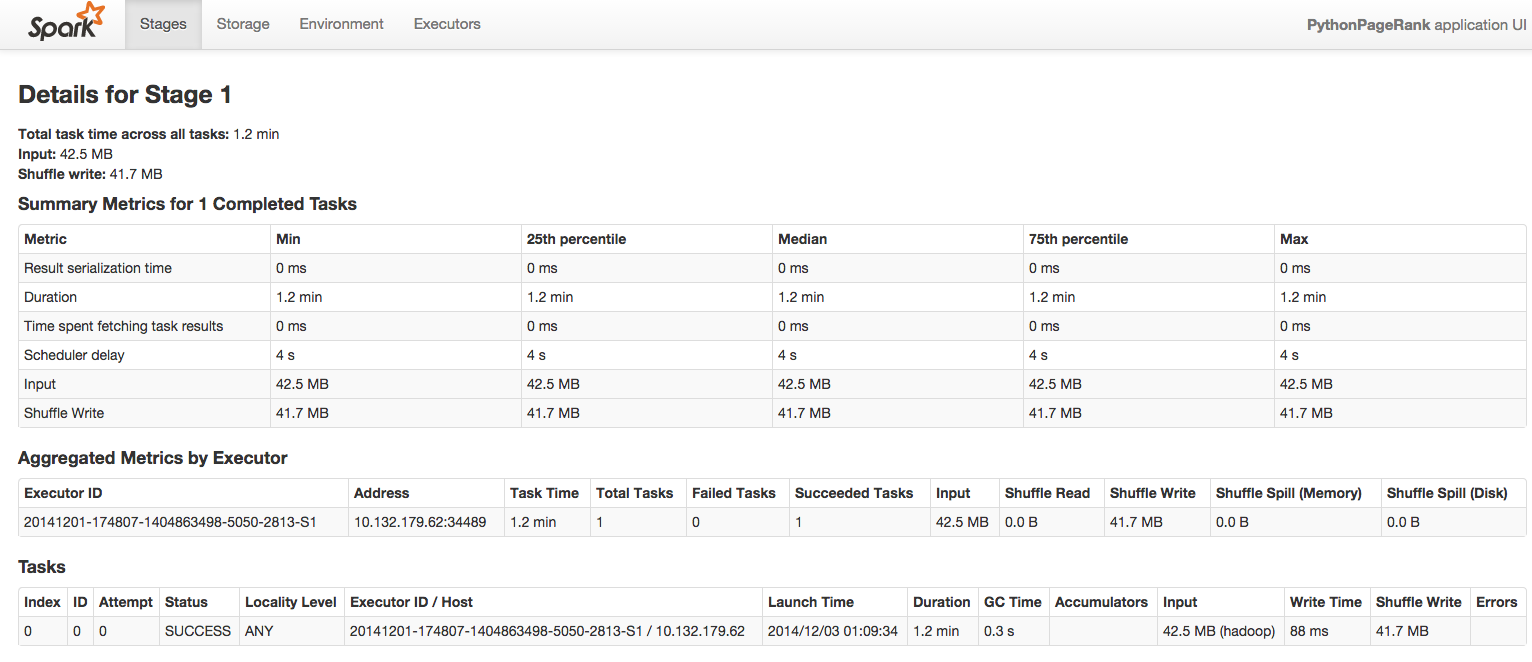 Spark Stages Storage Environment Executors PythonPageRank application UI
Details for Stage 1
Total task time across all tasks: 1.2 min
Input: 42.5 MB
Shuffle write: 41.7 MB
Summary Metrics for 1 Completed Tasks
Metric Min 25th percentile Median 75th percentile Max
Result serialization time 0 ms 0 ms 0 ms 0 ms 0 ms
Duration 1.2 min 1.2 min 1.2 min 1.2 min 1.2 min
Time spent fetching task results 0 ms 0 ms 0 ms 0 ms 0 ms
Scheduler delay 4 s 4 s 4 s 4 s 4 s
Input 42.5 MB 42.5 MB 42.5 MB 42.5 MB 42.5 MB
Shuffle Write 41.7 MB 41.7 MB 41.7 MB 41.7 MB 41.7 MB
Aggregated Metrics by Executor
Executor ID Address Task Time Total Tasks Failed Tasks Succeeded Tasks Input Shuffle Read Shuffle Write Shuffle Spill (Memory) Shuffle Spill (Disk)
20141201-174807-1404863498-5050-2813-S1 10.132.179.62:34489 1.2 min 1 0 1 42.5 MB 0.0 B 41.7 MB 0.0 B 0.0 B
Tasks
Index ID Attempt Status Locality Level Executor ID / Host Launch Time Duration GC Time Accumulators Input Write Time Shuffle Write Errors
0 0 0 SUCCESS ANY 20141201-174807-1404863498-5050-2813-S1 / 10.132.179.62 2014/12/03 01:09:34 1.2 min 0.3 s 42.5 MB (hadoop) 88 ms 41.7 MB